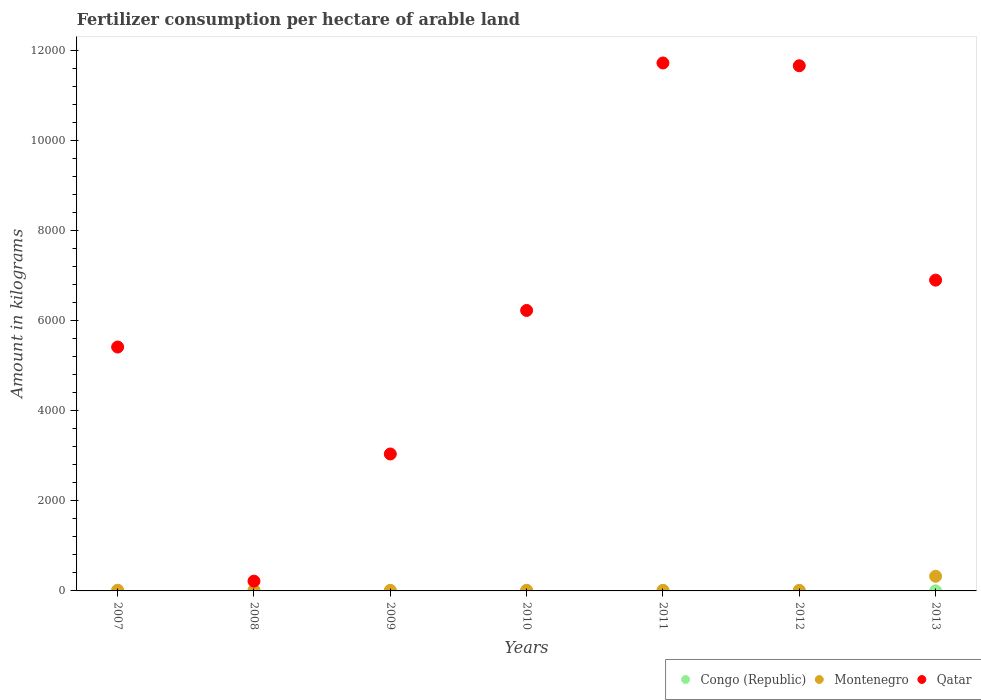 Fertilizer consumption per hectare of arable land
Amount in kilograms
12000
10000
8000
6000
4000
2000
0
2007
2008
2009
2010
2011
2012
2013
Years
Congo (Republic)
Montenegro
Qatar